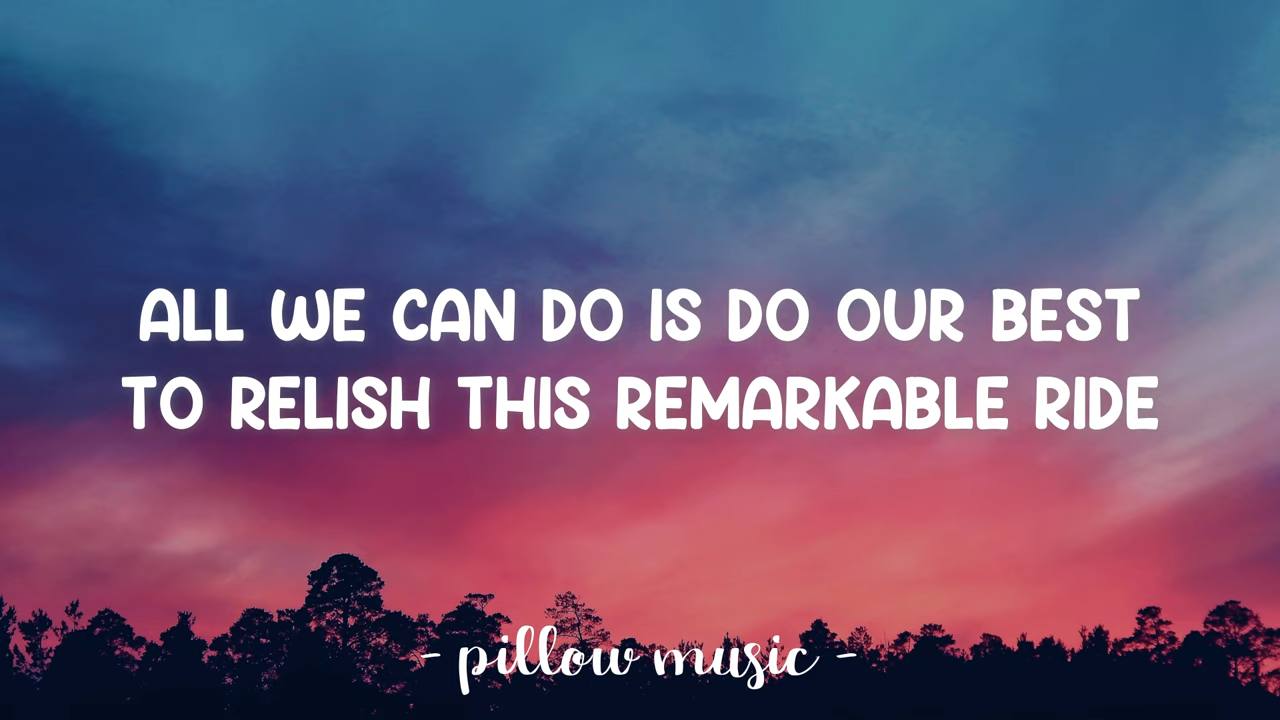 ALL WE CAN DO IS DO OUR BEST
TO RELISH THIS REMARKABLE RIDE
- pillow music -